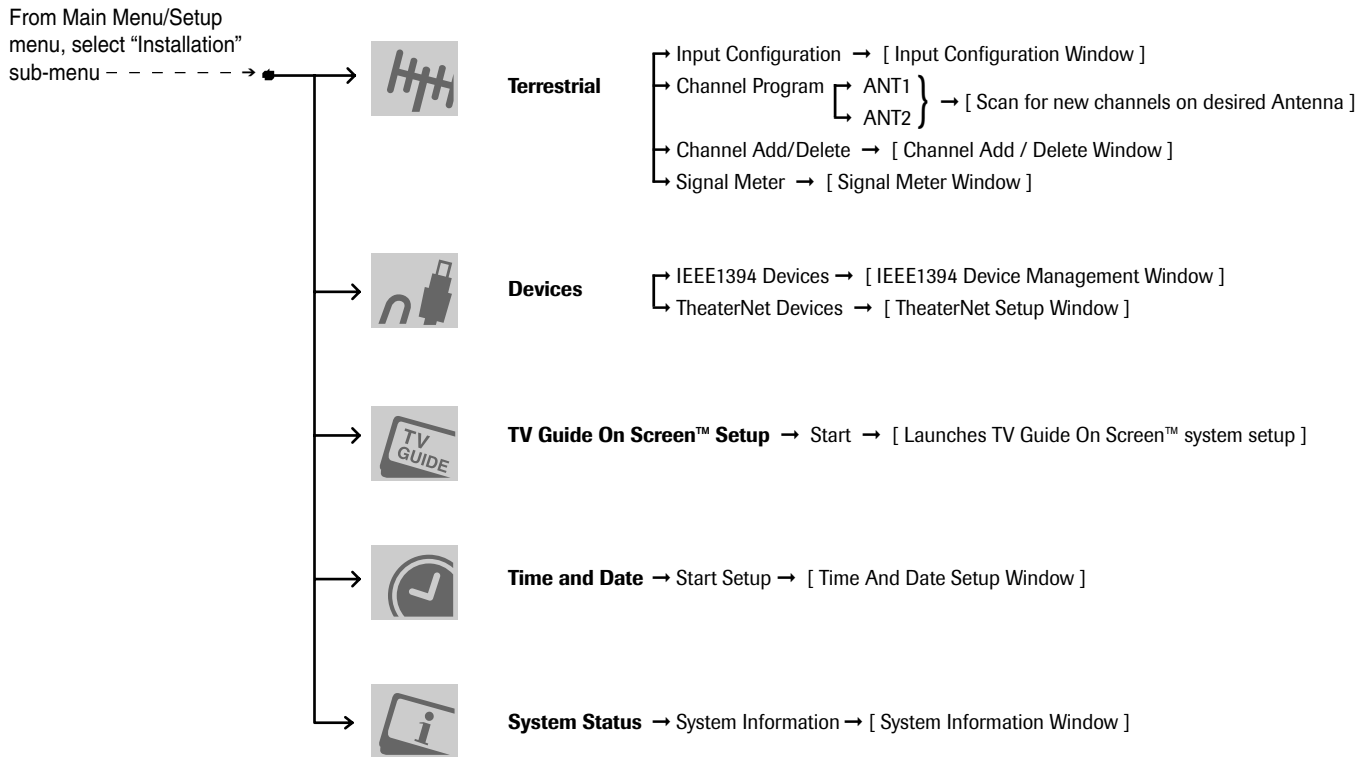 From Main Menu/Setup
menu, select “Installation”
sub-menu
Terrestrial
Input Configuration → [ Input Configuration Window ]
Channel Program → ANT1
→ ANT2
} → [ Scan for new channels on desired Antenna ]
Channel Add/Delete → [ Channel Add / Delete Window ]
Signal Meter → [ Signal Meter Window ]
Devices
IEEE1394 Devices → [ IEEE1394 Device Management Window ]
TheaterNet Devices → [ TheaterNet Setup Window ]
TV
GUIDE
TV Guide On Screen™ Setup → Start → [ Launches TV Guide On Screen™ system setup ]
Time and Date → Start Setup → [ Time And Date Setup Window ]
i
System Status → System Information → [ System Information Window ]